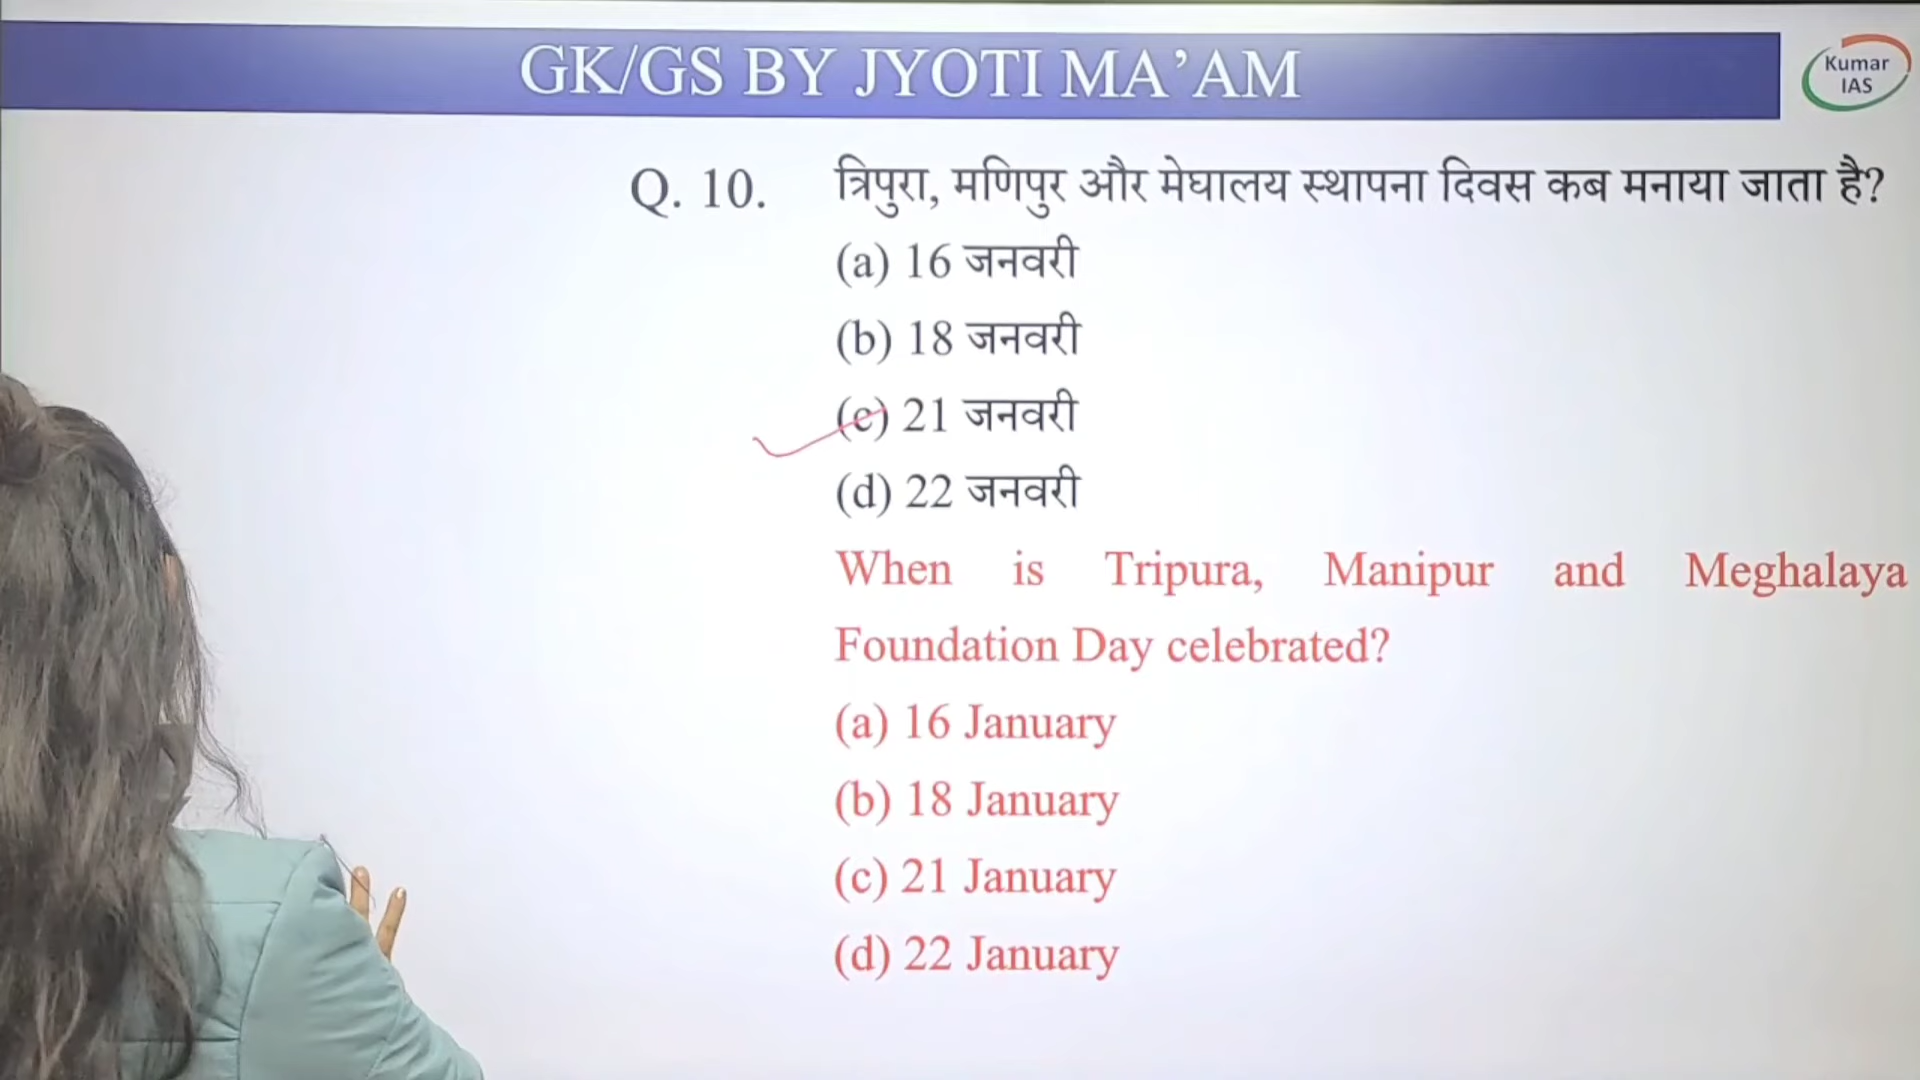 GK/GS BY JYOTI MA’AM
Kumar
IAS
Q. 10. त्रिपुरा, मणिपुर और मेघालय स्थापना दिवस कब मनाया जाता है?
(a) 16 जनवरी
(b) 18 जनवरी
(c) 21 जनवरी
(d) 22 जनवरी
When is Tripura, Manipur and Meghalaya
Foundation Day celebrated?
(a) 16 January
(b) 18 January
(c) 21 January
(d) 22 January